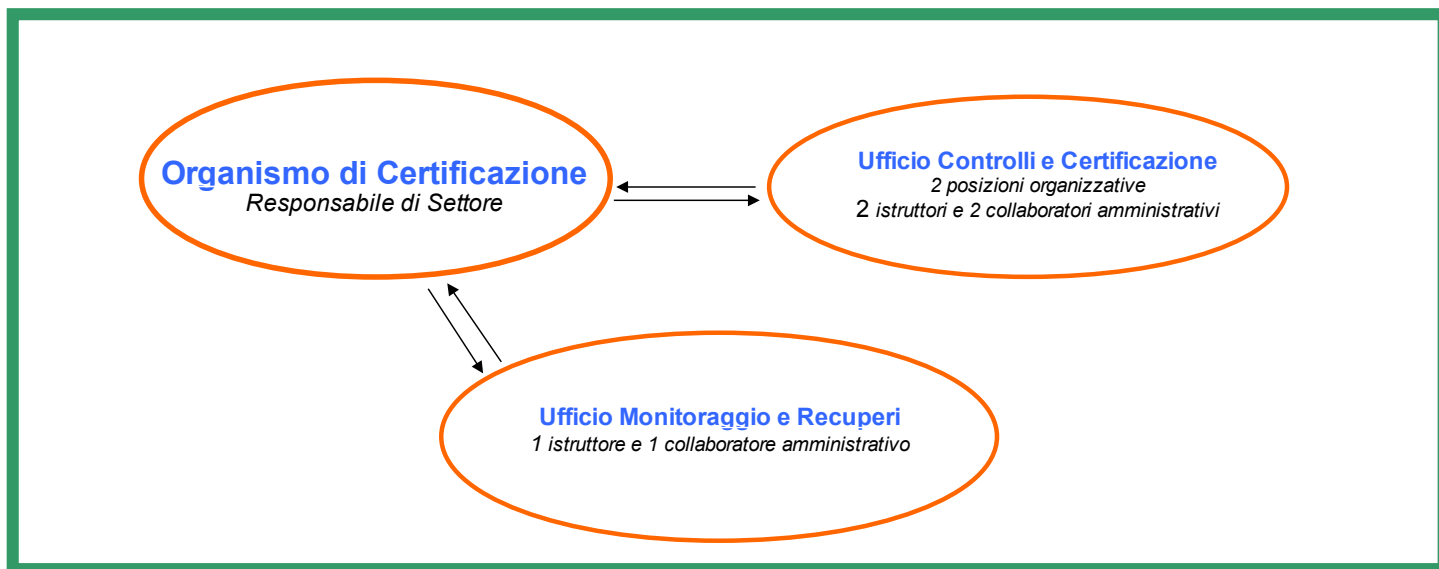 Organismo di Certificazione
Responsabile di Settore
Ufficio Controlli e Certificazione
2 posizioni organizzative
2 istruttori e 2 collaboratori amministrativi
Ufficio Monitoraggio e Recuperi
1 istruttore e 1 collaboratore amministrativo